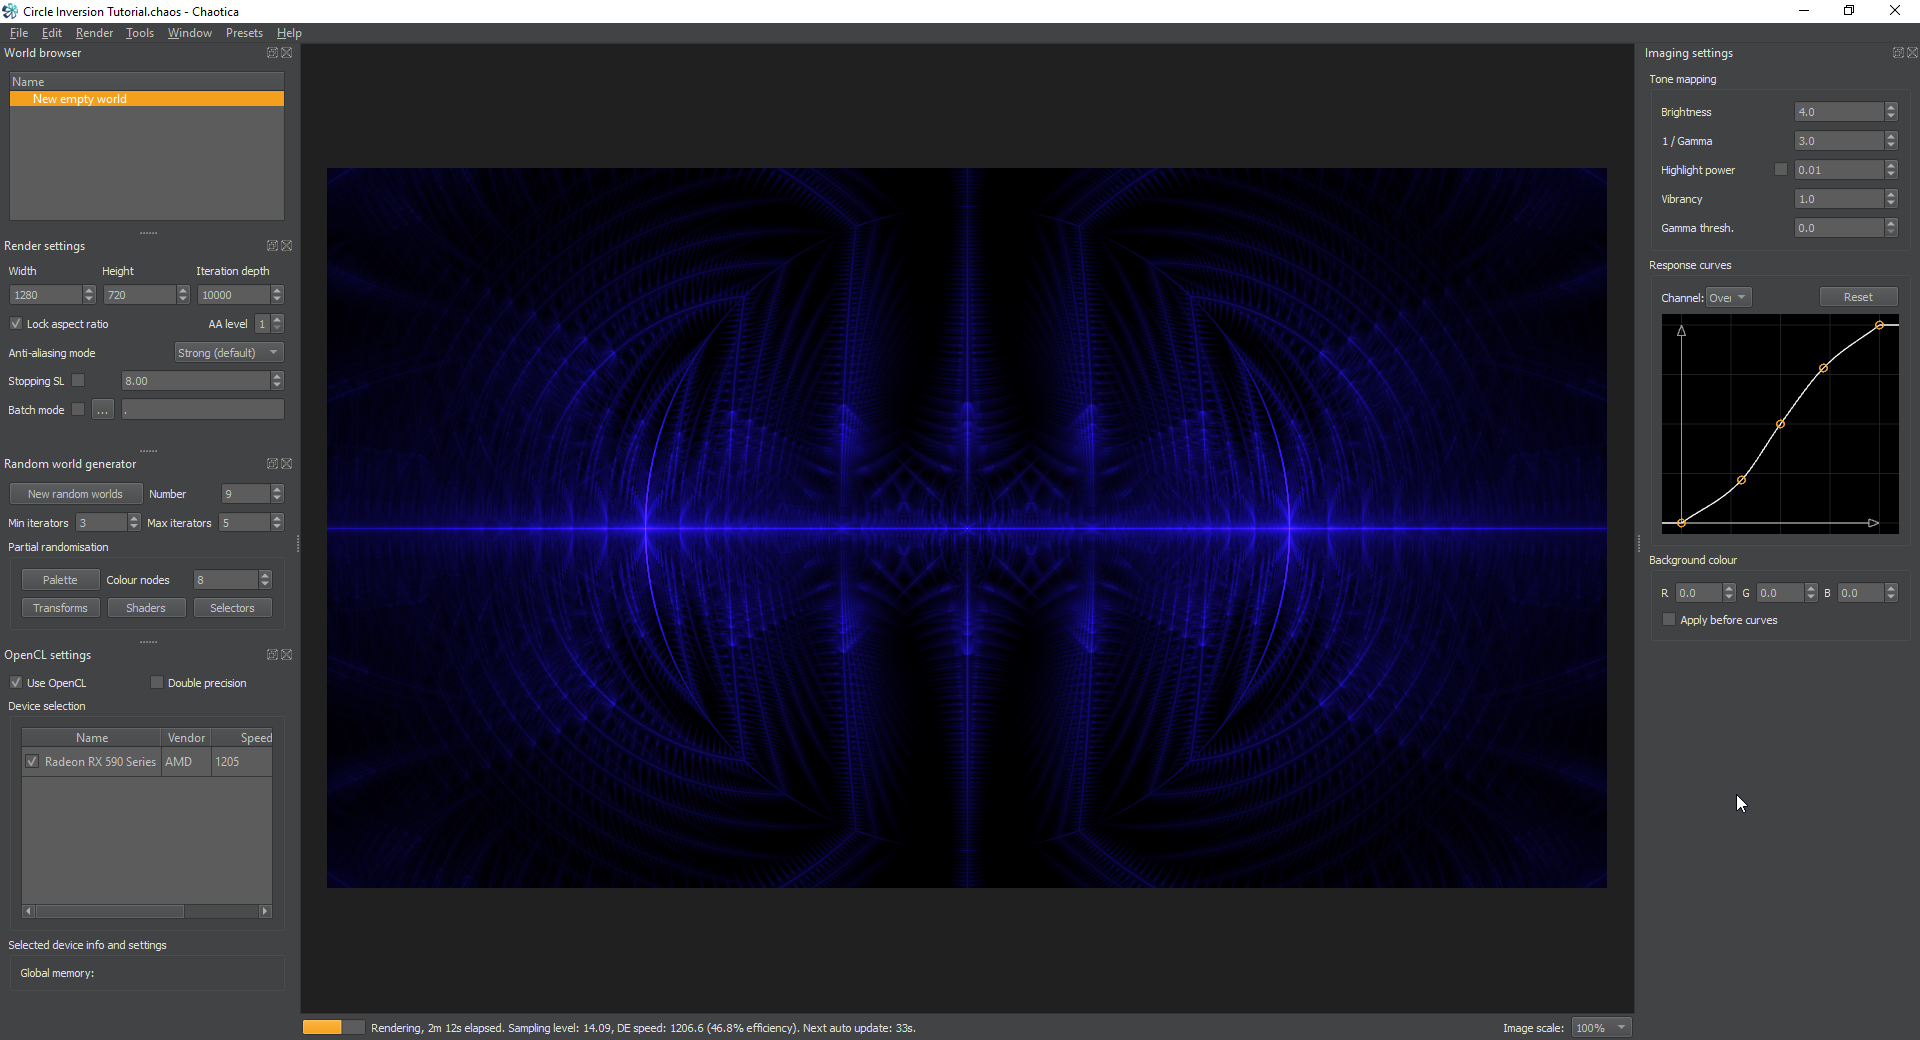 Circle Inversion Tutorial.chaos - Chaotica
File Edit Render Tools Window Presets Help
World browser
Name
New empty world
Render settings
Width Height Iteration depth
1280 720 10000
Lock aspect ratio AA level 1
Anti-aliasing mode Strong (default)
Stopping SL 8.00
Batch mode ... .
Random world generator
New random worlds Number 9
Min iterators 3 Max iterators 5
Partial randomisation
Palette Colour nodes 8
Transforms Shaders Selectors
OpenCL settings
Use OpenCL Double precision
Device selection
Name Vendor Speed
Radeon RX 590 Series AMD 1205
Selected device info and settings
Global memory:
Rendering, 2m 12s elapsed. Sampling level: 14.09, DE speed: 1206.6 (46.8% efficiency). Next auto update: 33s.
Image scale: 100%
Imaging settings
Tone mapping
Brightness 4.0
1 / Gamma 3.0
Highlight power 0.01
Vibrancy 1.0
Gamma thresh. 0.0
Response curves
Channel: Over Reset
Background colour
R 0.0 G 0.0 B 0.0
Apply before curves